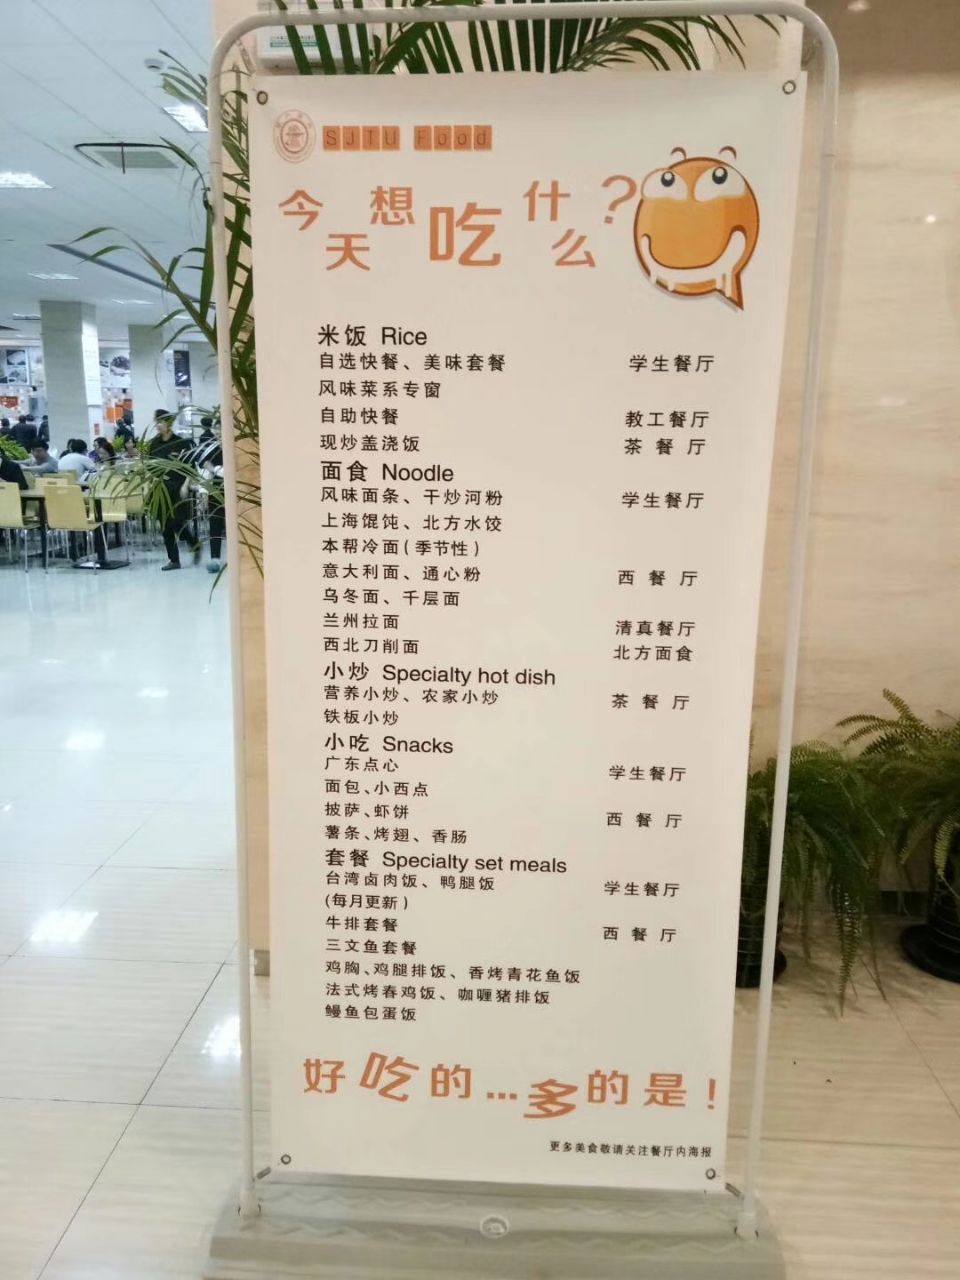 SJTU Food
今天想吃什么?
米饭 Rice
自选快餐、美味套餐 学生餐厅
风味菜系专窗
自助快餐 教工餐厅
现炒盖浇饭 茶餐厅
面食 Noodle
风味面条、干炒河粉 学生餐厅
上海馄饨、北方水饺
本帮冷面(季节性)
意大利面、通心粉 西餐厅
乌冬面、千层面
兰州拉面 清真餐厅
西北刀削面 北方面食
小炒 Specialty hot dish
营养小炒、农家小炒 茶餐厅
铁板小炒
小吃 Snacks
广东点心 学生餐厅
面包、小西点
披萨、虾饼 西餐厅
薯条、烤翅、香肠
套餐 Specialty set meals
台湾卤肉饭、鸭腿饭 学生餐厅
(每月更新)
牛排套餐 西餐厅
三文鱼套餐
鸡胸、鸡腿排饭、香烤青花鱼饭
法式烤春鸡饭、咖喱猪排饭
鳗鱼包蛋饭
好吃的...多的是!
更多美食敬请关注餐厅内海报